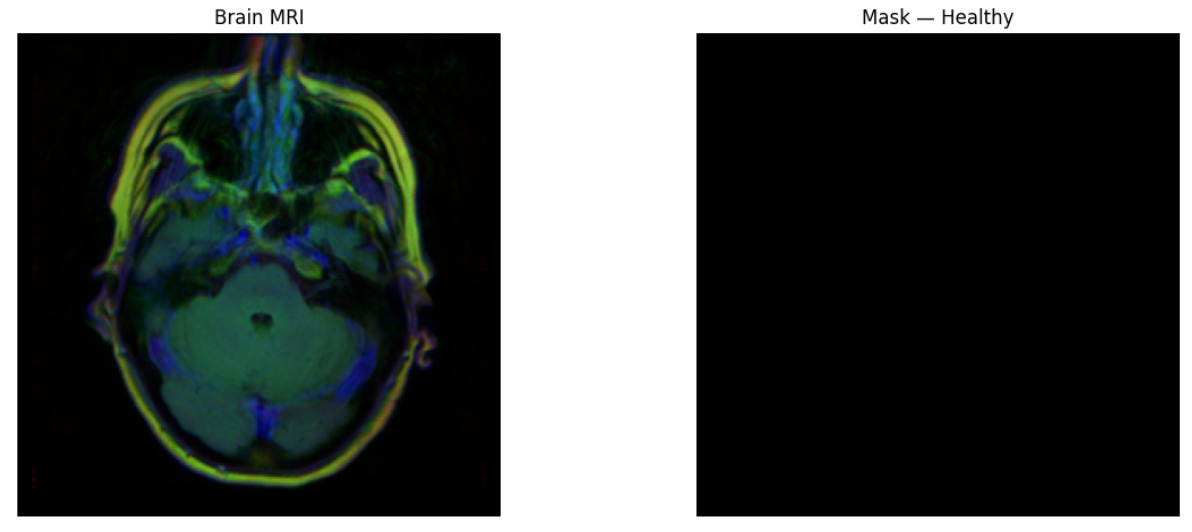 Brain MRI
Mask — Healthy